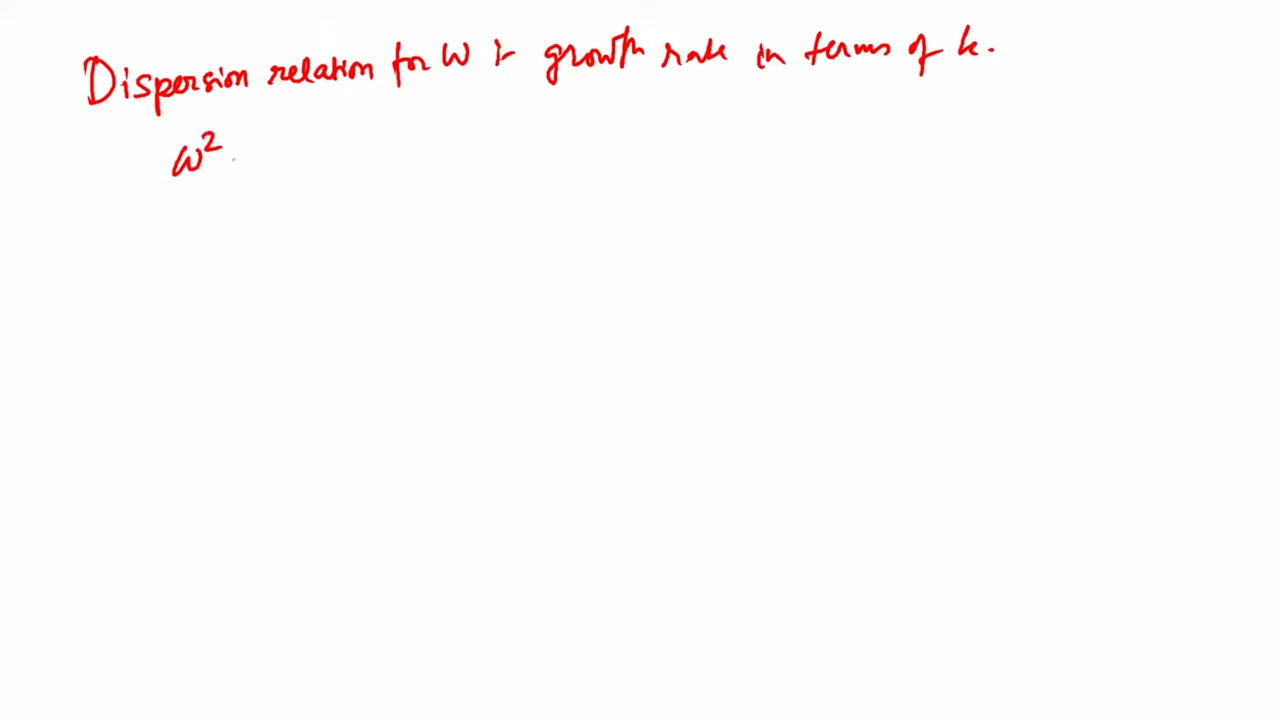 Dispersion relation for ω & growth rate in terms of k.
ω²